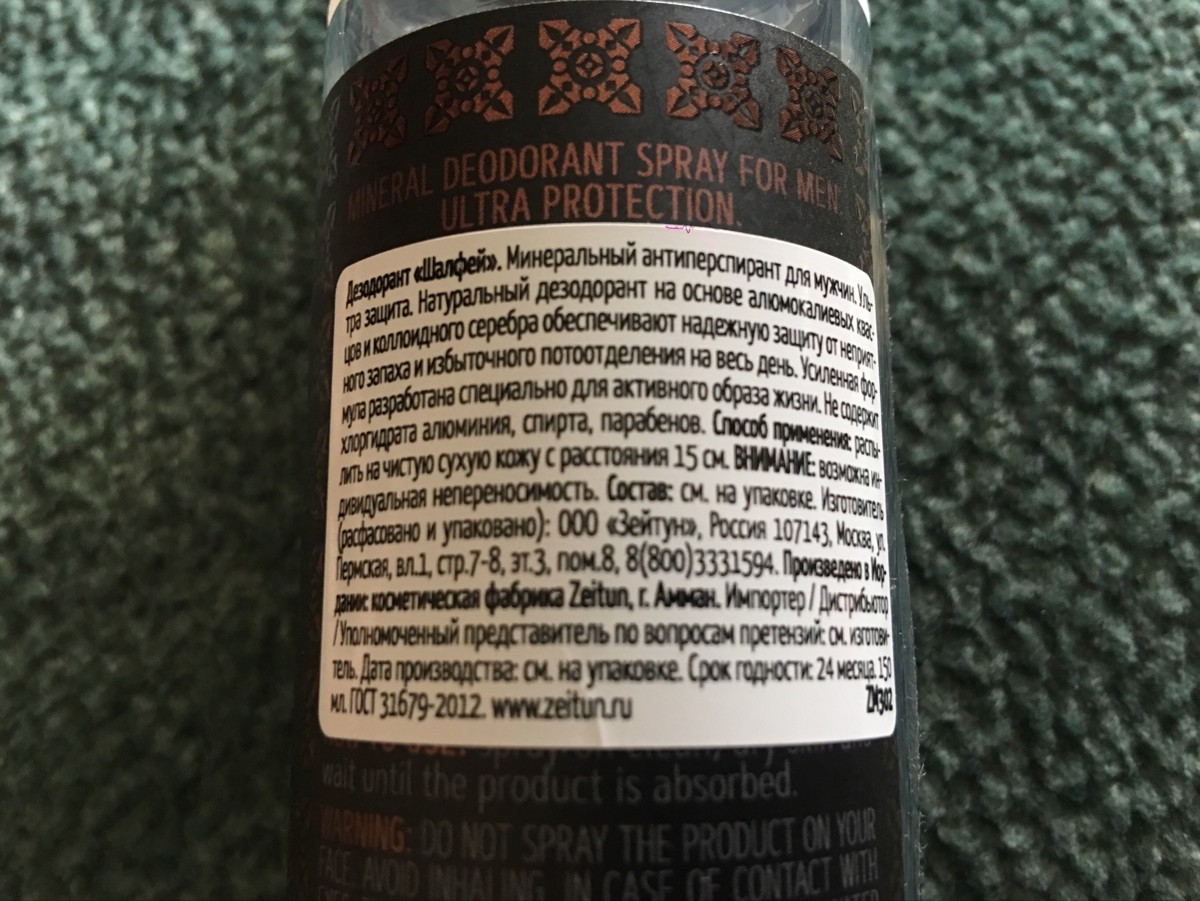 MINERAL DEODORANT SPRAY FOR MEN.
ULTRA PROTECTION.
Дезодорант «Шалфей». Минеральный антиперспирант для мужчин. Уль-
тра защита. Натуральный дезодорант на основе алюмокалиевых квас-
цов и коллоидного серебра обеспечивают надежную защиту от неприят-
ного запаха и избыточного потоотделения на весь день. Усиленная фор-
мула разработана специально для активного образа жизни. Не содержит
хлоргидрата алюминия, спирта, парабенов. Способ применения: распы-
лить на чистую сухую кожу с расстояния 15 см. ВНИМАНИЕ: возможна ин-
дивидуальная непереносимость. Состав: см. на упаковке. Изготовитель
(расфасовано и упаковано): ООО «Зейтун», Россия 107143, Москва, ул.
Пермская, вл.1, стр.7-8, эт.3, пом.8, 8(800)3331594. Произведено в Иор-
дании: косметическая фабрика Zeitun, г. Амман. Импортер / Дистрибьютор
/ Уполномоченный представитель по вопросам претензий: см. изготови-
тель. Дата производства: см. на упаковке. Срок годности: 24 месяца. 150
мл. ГОСТ 31679-2012. www.zeitun.ru
ZN302
wait until the product is absorbed.
WARNING: DO NOT SPRAY THE PRODUCT ON YOUR
FACE. AVOID INHALING. IN CASE OF CONTACT WITH